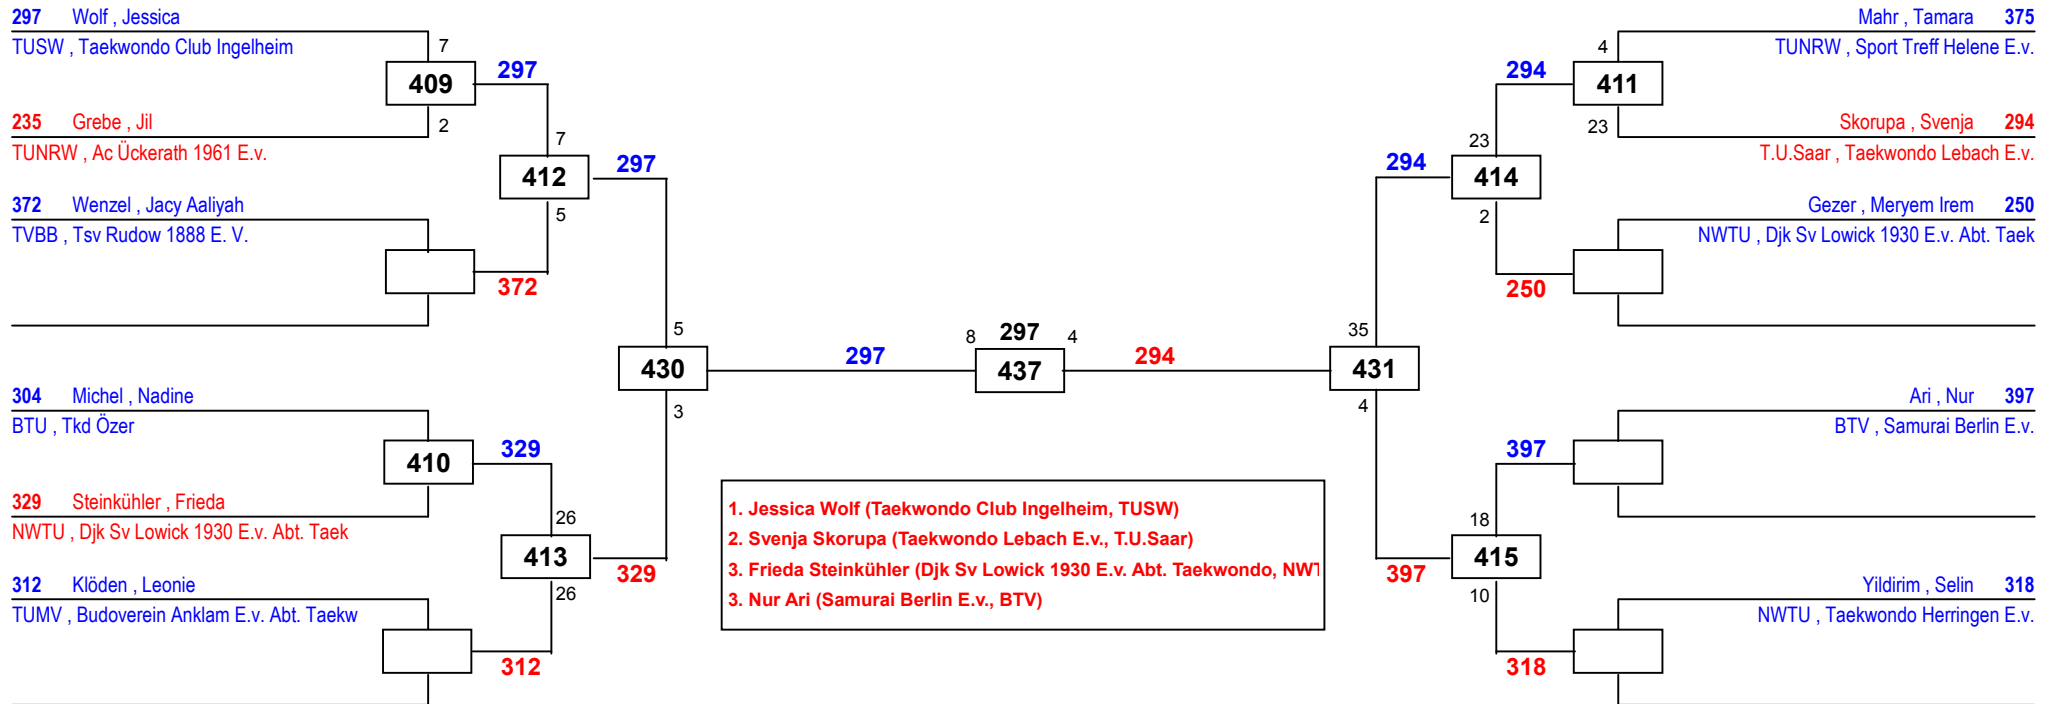 297 Wolf , Jessica
TUSW , Taekwondo Club Ingelheim
7
409
297
2
235 Grebe , Jil
TUNRW , Ac Ückerath 1961 E.v.
7
412
297
5
372 Wenzel , Jacy Aaliyah
TVBB , Tsv Rudow 1888 E. V.
372
5
430
297
3
304 Michel , Nadine
BTU , Tkd Özer
410
329
329 Steinkühler , Frieda
NWTU , Djk Sv Lowick 1930 E.v. Abt. Taek
26
413
329
26
312 Klöden , Leonie
TUMV , Budoverein Anklam E.v. Abt. Taekw
312
8 297 4
437
294
1. Jessica Wolf (Taekwondo Club Ingelheim, TUSW)
2. Svenja Skorupa (Taekwondo Lebach E.v., T.U.Saar)
3. Frieda Steinkühler (Djk Sv Lowick 1930 E.v. Abt. Taekwondo, NWT
3. Nur Ari (Samurai Berlin E.v., BTV)
Mahr , Tamara 375
TUNRW , Sport Treff Helene E.v.
4
294
411
23
Skorupa , Svenja 294
T.U.Saar , Taekwondo Lebach E.v.
23
294
414
2
Gezer , Meryem Irem 250
NWTU , Djk Sv Lowick 1930 E.v. Abt. Taek
250
35
431
4
Ari , Nur 397
BTV , Samurai Berlin E.v.
397
18
415
397
10
Yildirim , Selin 318
NWTU , Taekwondo Herringen E.v.
318